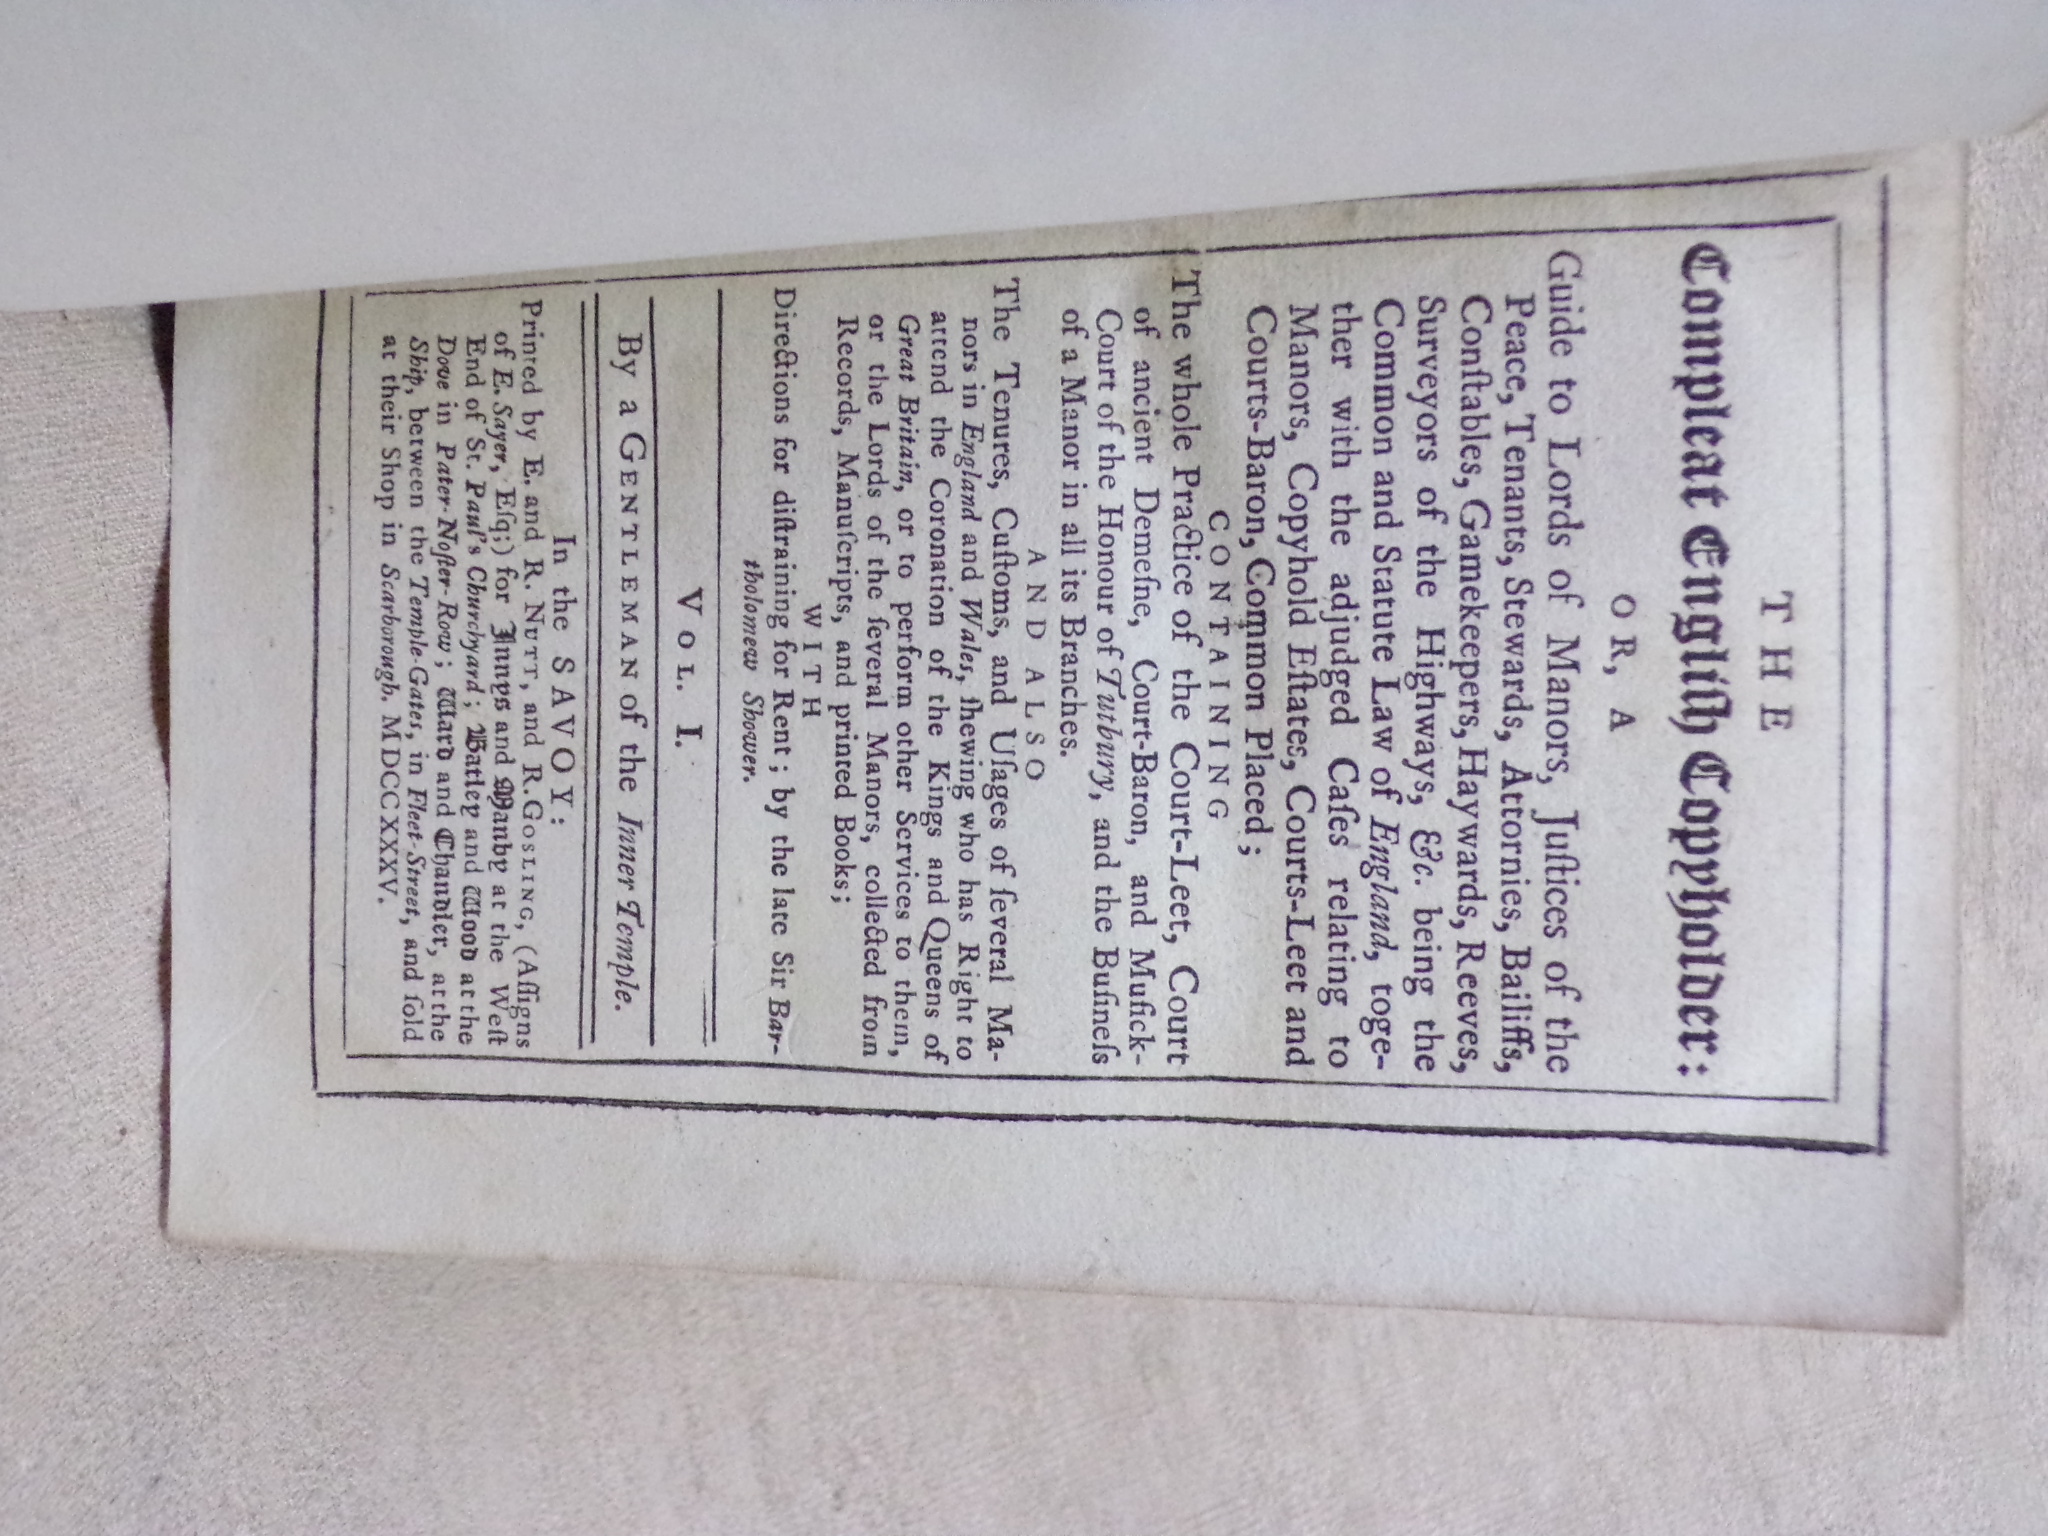 THE
Compleat Engliſh Copyholder:
OR, A
Guide to Lords of Manors, Juſtices of the
Peace, Tenants, Stewards, Attornies, Bailiffs,
Conſtables, Gamekeepers, Haywards, Reeves,
Surveyors of the Highways, &c. being the
Common and Statute Law of England, toge-
ther with the adjudged Caſes relating to
Manors, Copyhold Eſtates, Courts-Leet and
Courts-Baron, Common Placed;
CONTAINING
The whole Practice of the Court-Leet, Court
of ancient Demeſne, Court-Baron, and Muſick-
Court of the Honour of Tutbury, and the Buſineſs
of a Manor in all its Branches.
AND ALSO
The Tenures, Cuſtoms, and Uſages of ſeveral Ma-
nors in England and Wales, ſhewing who has Right to
attend the Coronation of the Kings and Queens of
Great Britain, or to perform other Services to them,
or the Lords of the ſeveral Manors, collected from
Records, Manuſcripts, and printed Books;
WITH
Directions for diſtraining for Rent; by the late Sir Bar-
tholomew Shower.
VOL. I.
By a GENTLEMAN of the Inner Temple.
In the SAVOY:
Printed by E. and R. NUTT, and R. GOSLING, (Aſſigns
of E. Sayer, Eſq;) for Innys and Manby at the Weſt
End of St. Paul's Churchyard; Batley and Wood at the
Dove in Pater-Noſter-Row; Ward and Chandler, at the
Ship, between the Temple-Gates, in Fleet-Street, and ſold
at their Shop in Scarborough. MDCCXXXV.